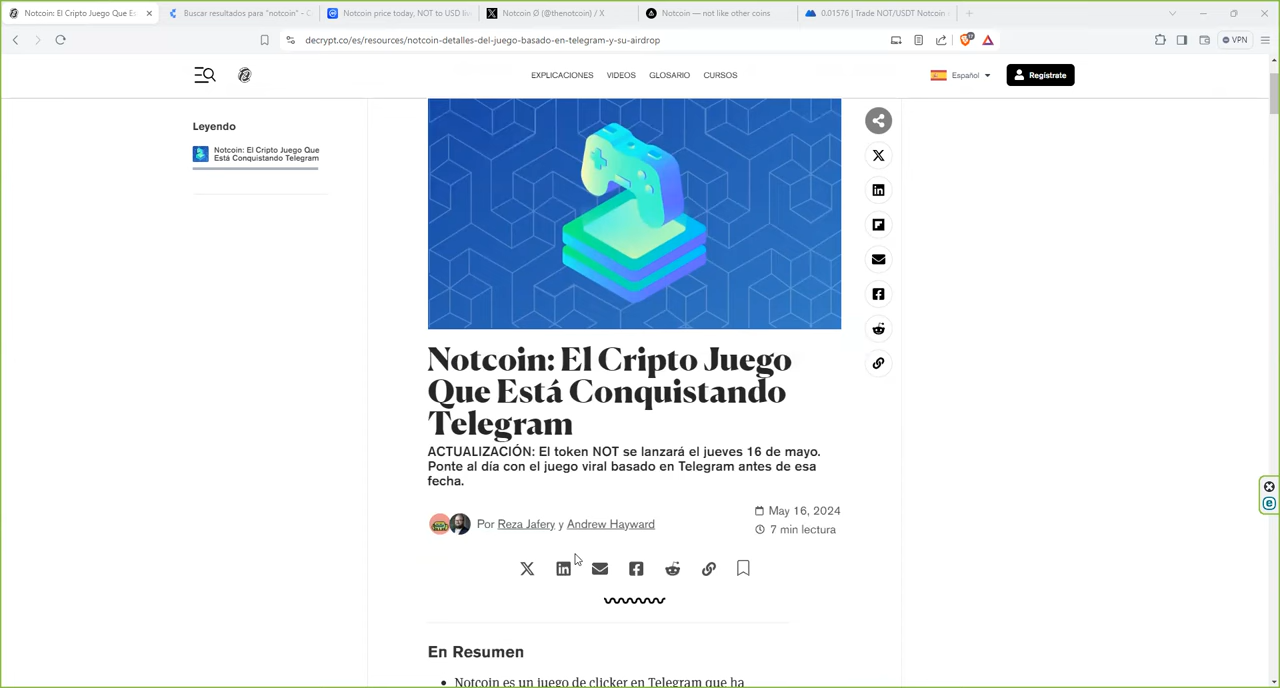 Notcoin: El Cripto Juego Que Es
Buscar resultados para "notcoin" - C
Notcoin price today, NOT to USD liv
Notcoin Ø (@thenotcoin) / X
Notcoin — not like other coins
0.01576 | Trade NOT/USDT Notcoin
decrypt.co/es/resources/notcoin-detalles-del-juego-basado-en-telegram-y-su-airdrop
VPN
EXPLICACIONES VIDEOS GLOSARIO CURSOS
Español
Regístrate
Leyendo
Notcoin: El Cripto Juego Que
Está Conquistando Telegram
Notcoin: El Cripto Juego
Que Está Conquistando
Telegram
ACTUALIZACIÓN: El token NOT se lanzará el jueves 16 de mayo.
Ponte al día con el juego viral basado en Telegram antes de esa
fecha.
Por Reza Jafery y Andrew Hayward
May 16, 2024
7 min lectura
En Resumen
Notcoin es un juego de clicker en Telegram que ha